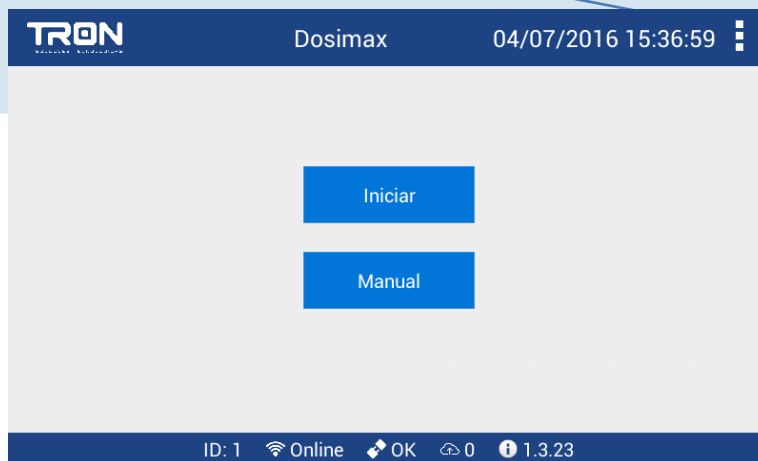 TRON
Dosimax
04/07/2016 15:36:59
Iniciar
Manual
ID: 1 Online OK 0 1.3.23